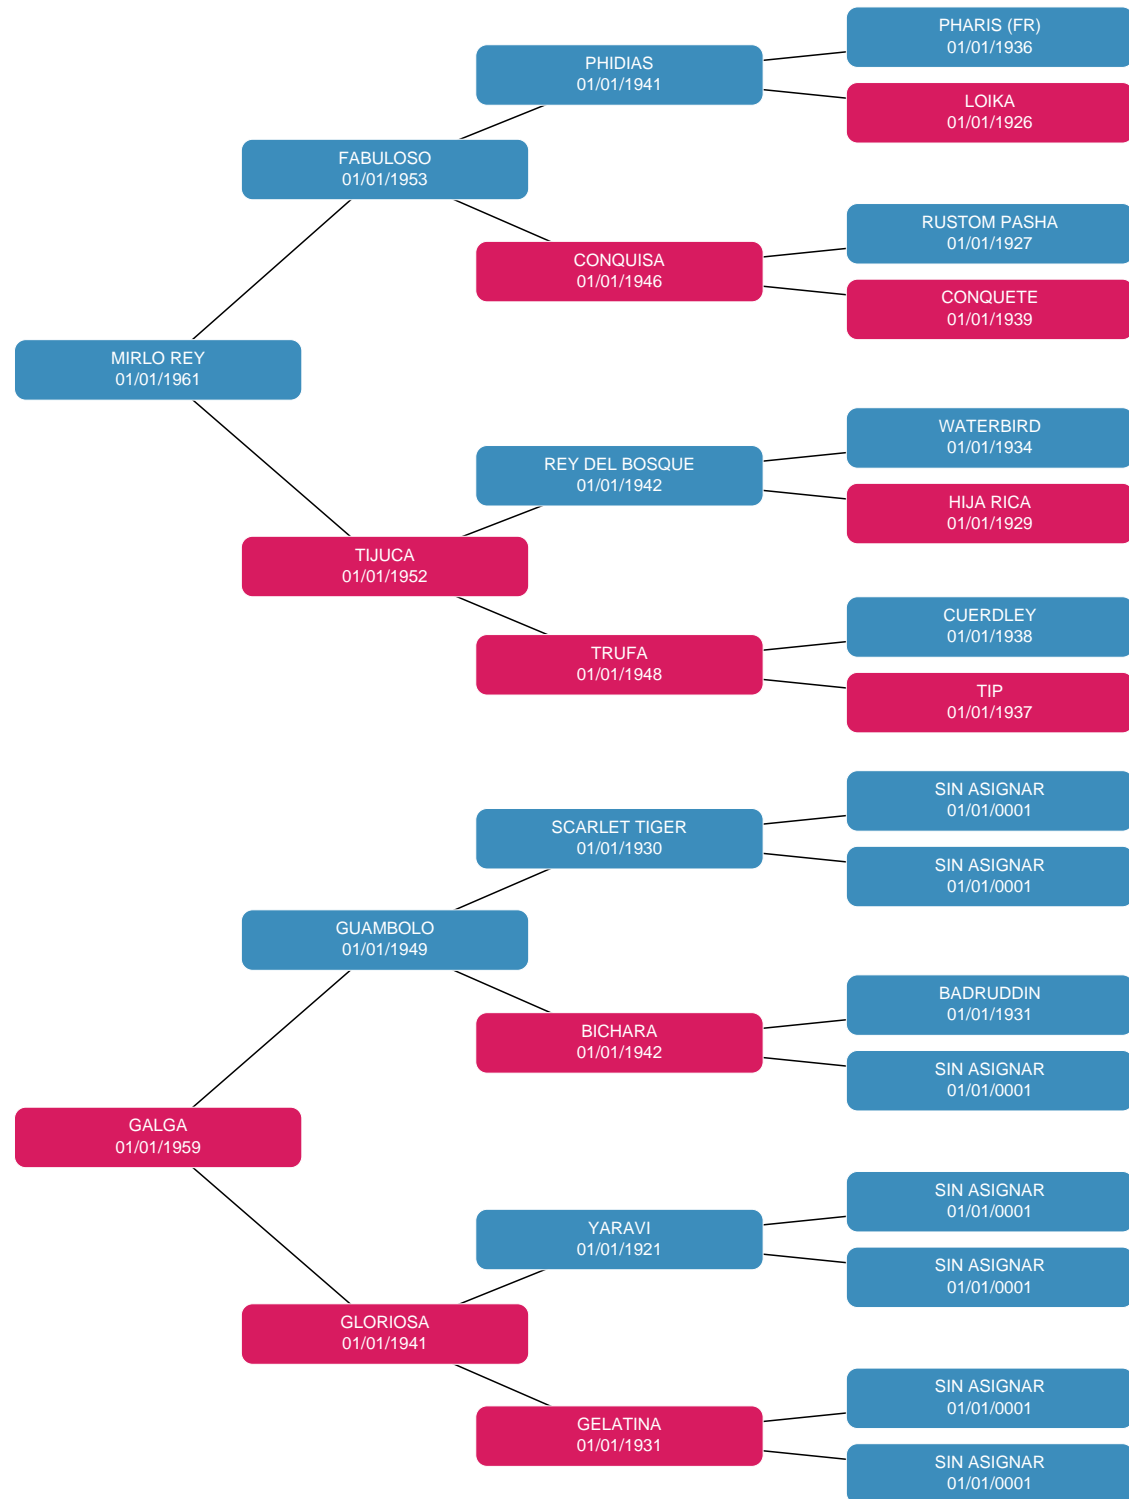 PHARIS (FR)
01/01/1936
PHIDIAS
01/01/1941
LOIKA
01/01/1926
FABULOSO
01/01/1953
RUSTOM PASHA
01/01/1927
CONQUISA
01/01/1946
CONQUETE
01/01/1939
MIRLO REY
01/01/1961
WATERBIRD
01/01/1934
REY DEL BOSQUE
01/01/1942
HIJA RICA
01/01/1929
TIJUCA
01/01/1952
CUERDLEY
01/01/1938
TRUFA
01/01/1948
TIP
01/01/1937
SIN ASIGNAR
01/01/0001
SCARLET TIGER
01/01/1930
SIN ASIGNAR
01/01/0001
GUAMBOLO
01/01/1949
BADRUDDIN
01/01/1931
BICHARA
01/01/1942
SIN ASIGNAR
01/01/0001
GALGA
01/01/1959
SIN ASIGNAR
01/01/0001
YARAVI
01/01/1921
SIN ASIGNAR
01/01/0001
GLORIOSA
01/01/1941
SIN ASIGNAR
01/01/0001
GELATINA
01/01/1931
SIN ASIGNAR
01/01/0001